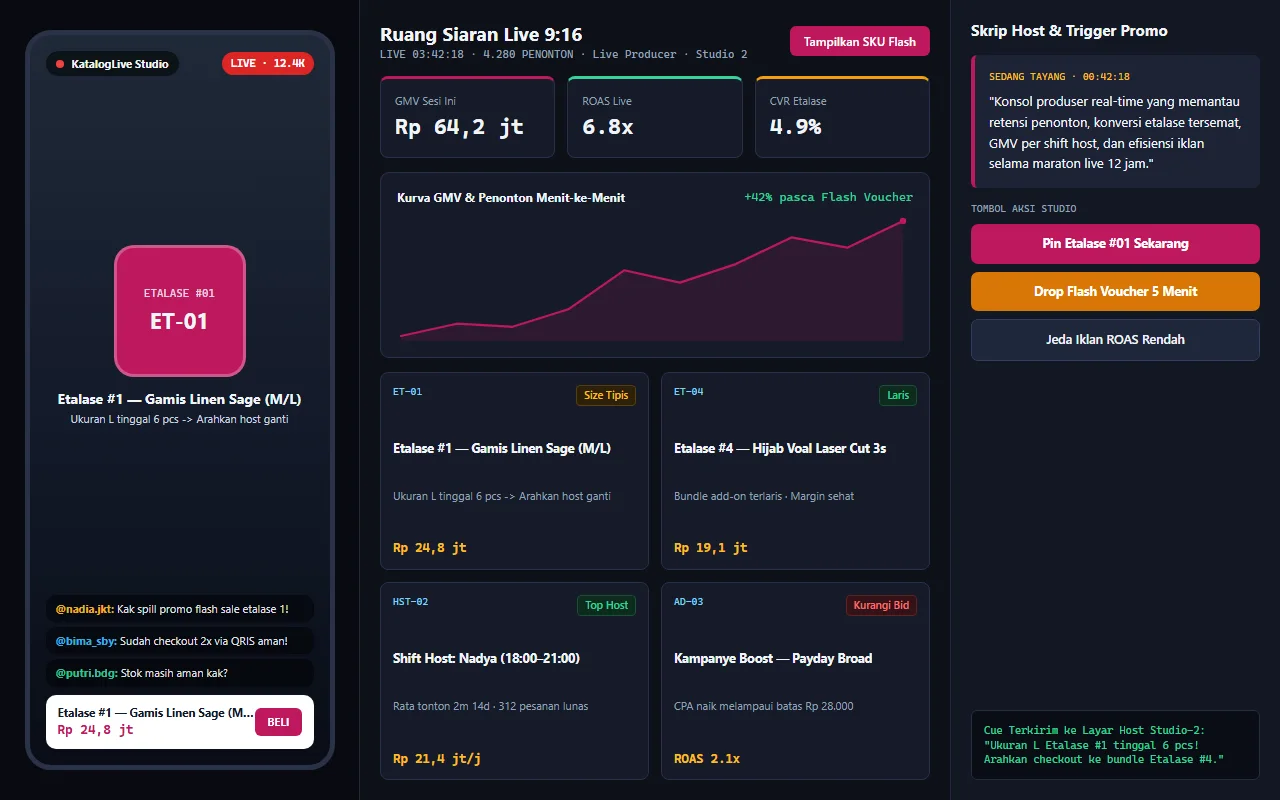 KatalogLive Studio
LIVE · 12.4K
ETALASE #01
ET-01
Etalase #1 — Gamis Linen Sage (M/L)
Ukuran L tinggal 6 pcs -> Arahkan host ganti
@nadia.jkt: Kak spill promo flash sale etalase 1!
@bima_sby: Sudah checkout 2x via QRIS aman!
@putri.bdg: Stok masih aman kak?
Etalase #1 — Gamis Linen Sage (M...
Rp 24,8 jt
BELI
Ruang Siaran Live 9:16
LIVE 03:42:18 · 4.280 PENONTON · Live Producer · Studio 2
Tampilkan SKU Flash
GMV Sesi Ini
Rp 64,2 jt
ROAS Live
6.8x
CVR Etalase
4.9%
Kurva GMV & Penonton Menit-ke-Menit
+42% pasca Flash Voucher
ET-01
Size Tipis
Etalase #1 — Gamis Linen Sage (M/L)
Ukuran L tinggal 6 pcs -> Arahkan host ganti
Rp 24,8 jt
ET-04
Laris
Etalase #4 — Hijab Voal Laser Cut 3s
Bundle add-on terlaris · Margin sehat
Rp 19,1 jt
HST-02
Top Host
Shift Host: Nadya (18:00–21:00)
Rata tonton 2m 14d · 312 pesanan lunas
Rp 21,4 jt/j
AD-03
Kurangi Bid
Kampanye Boost — Payday Broad
CPA naik melampaui batas Rp 28.000
ROAS 2.1x
Skrip Host & Trigger Promo
SEDANG TAYANG · 00:42:18
"Konsol produser real-time yang memantau
retensi penonton, konversi etalase tersemat,
GMV per shift host, dan efisiensi iklan
selama maraton live 12 jam."
TOMBOL AKSI STUDIO
Pin Etalase #01 Sekarang
Drop Flash Voucher 5 Menit
Jeda Iklan ROAS Rendah
Cue Terkirim ke Layar Host Studio-2:
"Ukuran L Etalase #1 tinggal 6 pcs!
Arahkan checkout ke bundle Etalase #4."